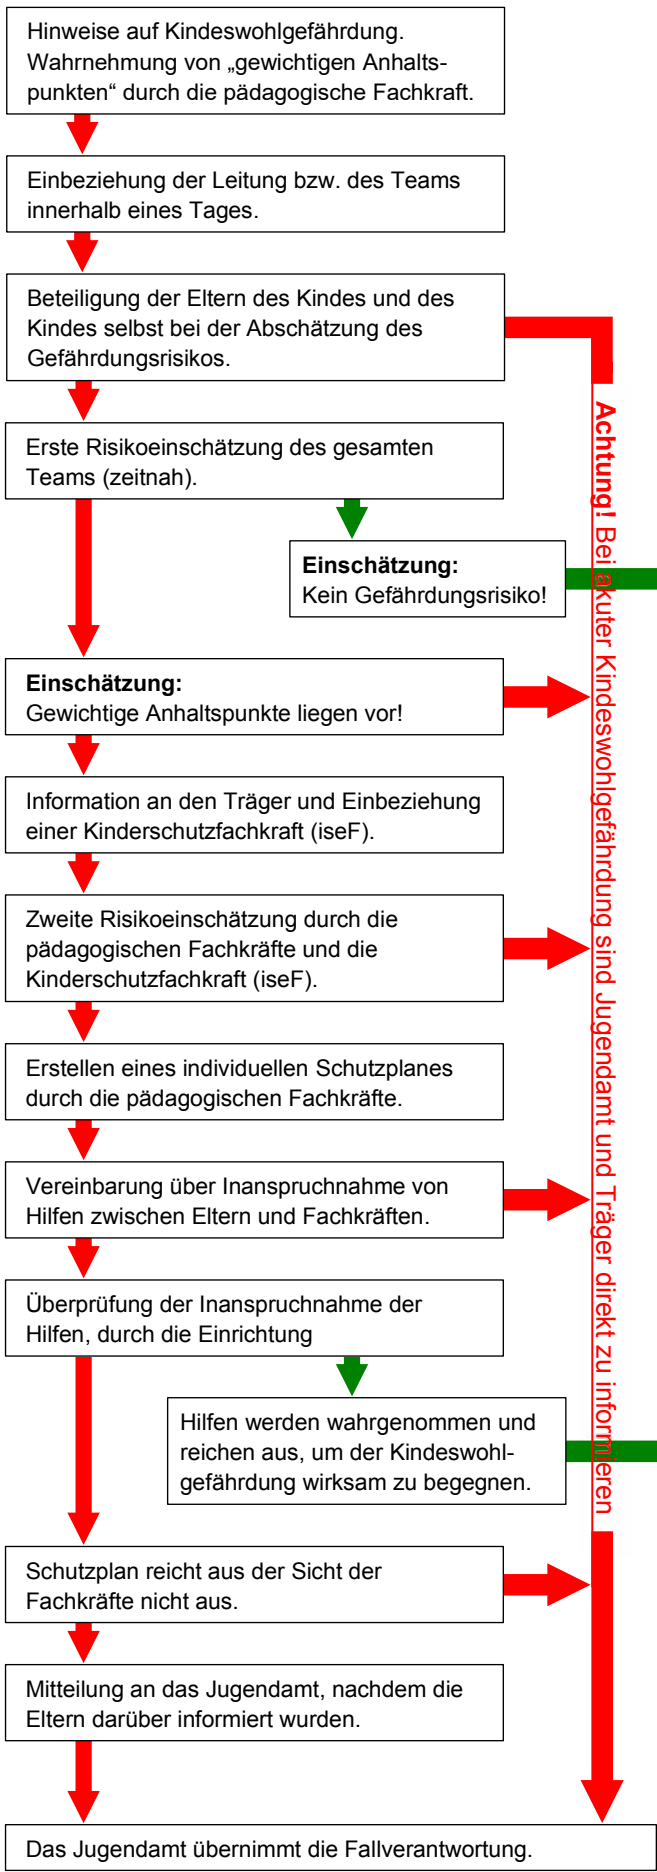 Hinweise auf Kindeswohlgefährdung.
Wahrnehmung von „gewichtigen Anhalts-
punkten“ durch die pädagogische Fachkraft.
Einbeziehung der Leitung bzw. des Teams
innerhalb eines Tages.
Beteiligung der Eltern des Kindes und des
Kindes selbst bei der Abschätzung des
Gefährdungsrisikos.
Erste Risikoeinschätzung des gesamten
Teams (zeitnah).
Einschätzung:
Kein Gefährdungsrisiko!
Einschätzung:
Gewichtige Anhaltspunkte liegen vor!
Information an den Träger und Einbeziehung
einer Kinderschutzfachkraft (iseF).
Zweite Risikoeinschätzung durch die
pädagogischen Fachkräfte und die
Kinderschutzfachkraft (iseF).
Erstellen eines individuellen Schutzplanes
durch die pädagogischen Fachkräfte.
Vereinbarung über Inanspruchnahme von
Hilfen zwischen Eltern und Fachkräften.
Überprüfung der Inanspruchnahme der
Hilfen, durch die Einrichtung
Hilfen werden wahrgenommen und
reichen aus, um der Kindeswohl-
gefährdung wirksam zu begegnen.
Schutzplan reicht aus der Sicht der
Fachkräfte nicht aus.
Mitteilung an das Jugendamt, nachdem die
Eltern darüber informiert wurden.
Das Jugendamt übernimmt die Fallverantwortung.
Achtung! Bei akuter Kindeswohlgefährdung sind Jugendamt und Träger direkt zu informieren